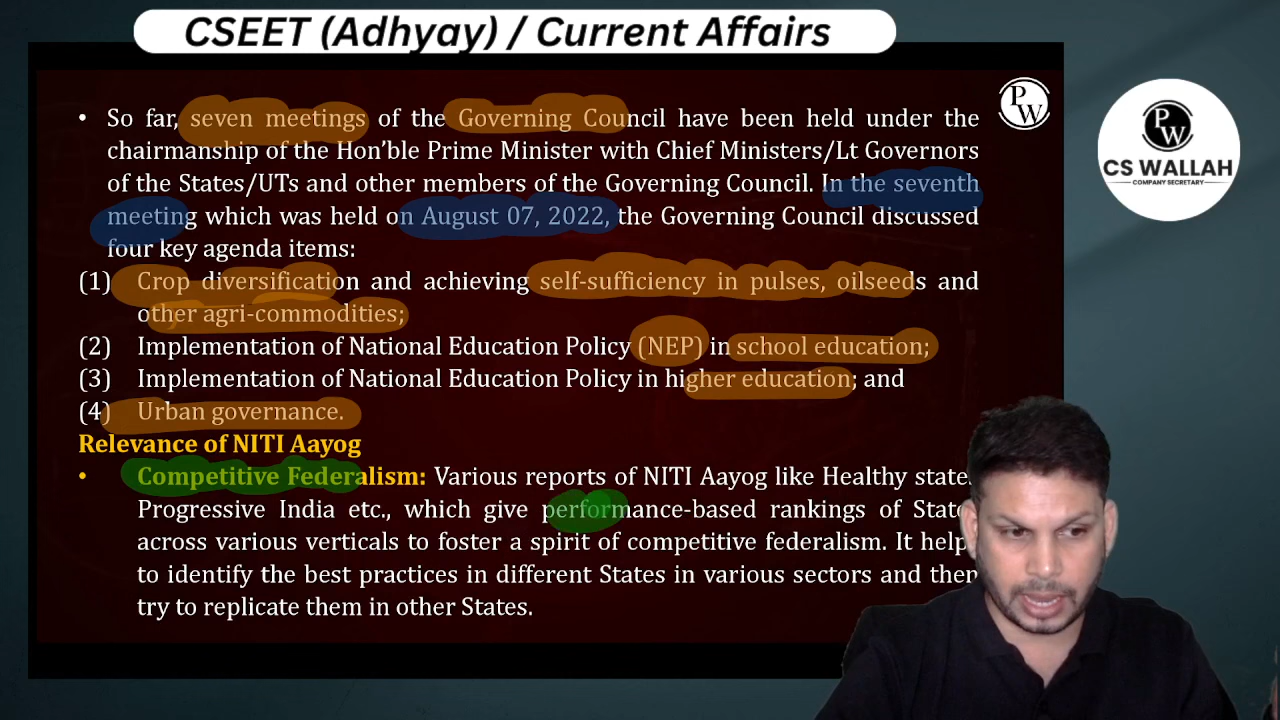 CSEET (Adhyay) / Current Affairs
• So far, seven meetings of the Governing Council have been held under the
chairmanship of the Hon’ble Prime Minister with Chief Ministers/Lt Governors
of the States/UTs and other members of the Governing Council. In the seventh
meeting which was held on August 07, 2022, the Governing Council discussed
four key agenda items:
(1) Crop diversification and achieving self-sufficiency in pulses, oilseeds and
other agri-commodities;
(2) Implementation of National Education Policy (NEP) in school education;
(3) Implementation of National Education Policy in higher education; and
(4) Urban governance.
Relevance of NITI Aayog
• Competitive Federalism: Various reports of NITI Aayog like Healthy state
Progressive India etc., which give performance-based rankings of State
across various verticals to foster a spirit of competitive federalism. It help
to identify the best practices in different States in various sectors and then
try to replicate them in other States.
PW
PW
CS WALLAH
COMPANY SECRETARY